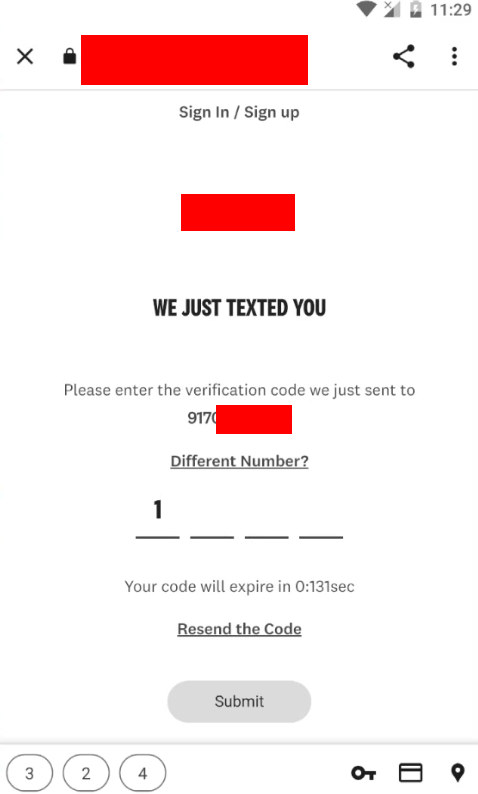 11:29
Sign In / Sign up
WE JUST TEXTED YOU
Please enter the verification code we just sent to
9170
Different Number?
1
Your code will expire in 0:131sec
Resend the Code
Submit
3 2 4